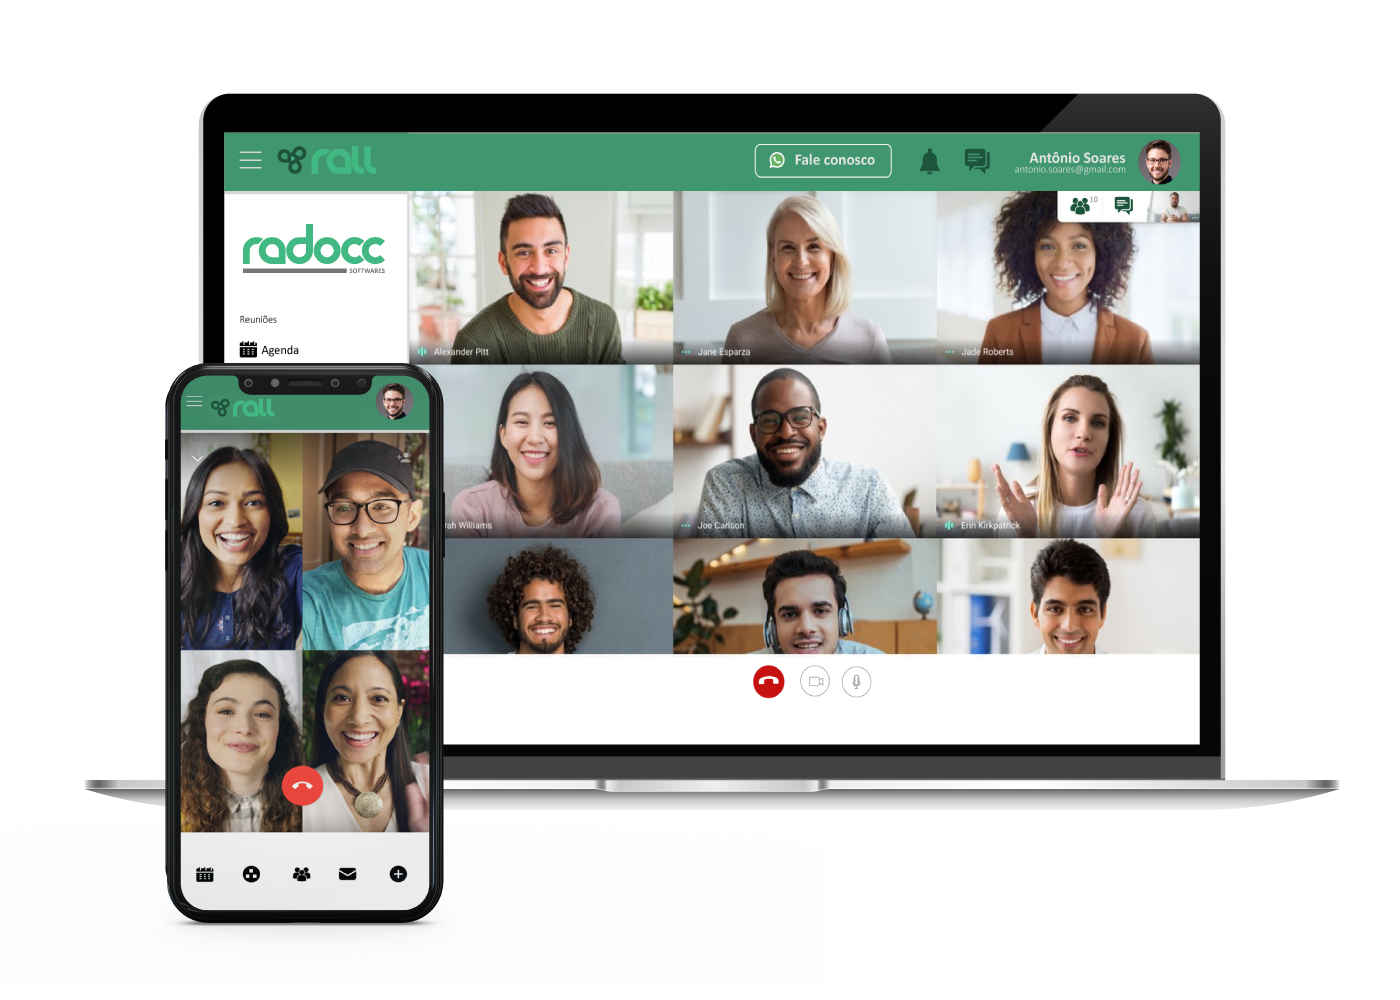 rall
Fale conosco
Antônio Soares
antonio.soares@gmail.com
10
radocc
SOFTWARES
Reuniões
Agenda
Alexander Pitt
Jane Esparza
Jade Roberts
rah Williams
Joe Carlson
Erin Kirkpatrick
rall